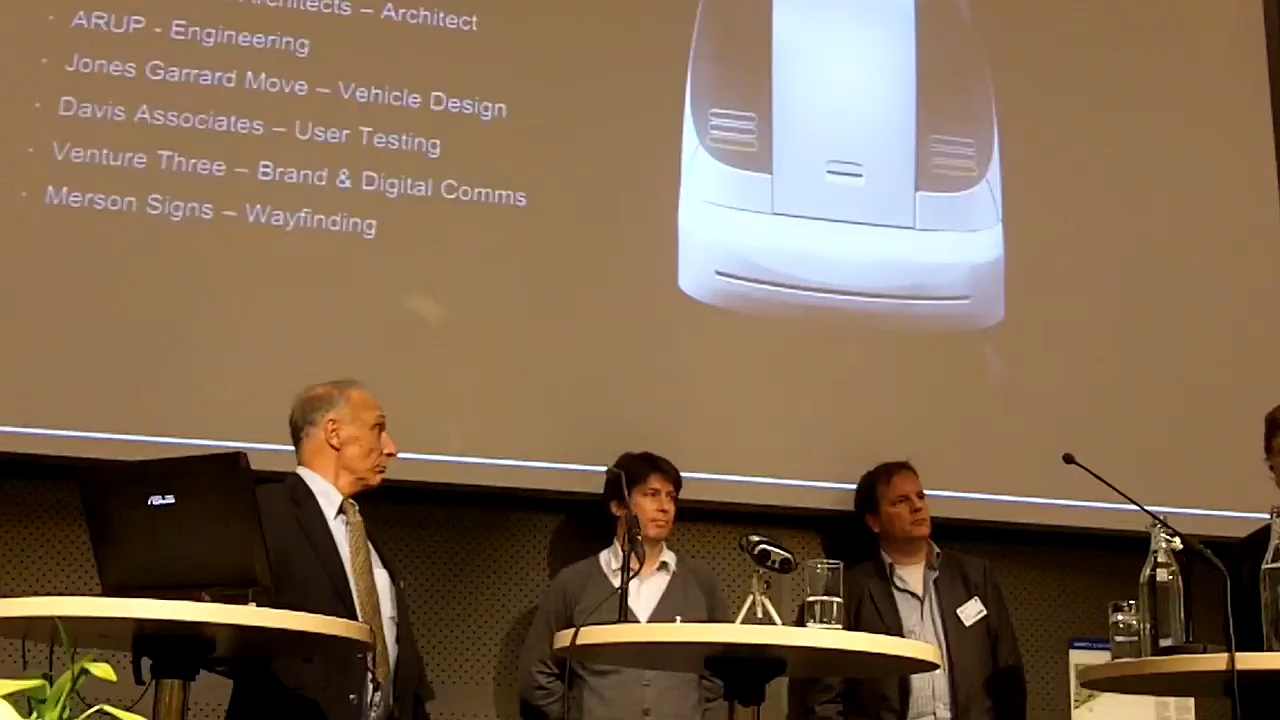 Architects – Architect
ARUP - Engineering
Jones Garrard Move – Vehicle Design
Davis Associates – User Testing
Venture Three – Brand & Digital Comms
Merson Signs – Wayfinding
ASUS